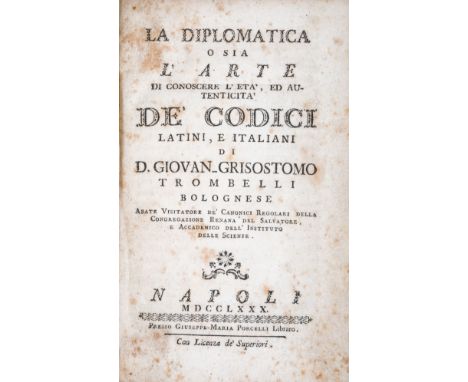 LA DIPLOMATICA
O SIA
L'ARTE
DI CONOSCERE L'ETA', ED AU-
TENTICITA'
DE' CODICI
LATINI, E ITALIANI
DI
D. GIOVAN-GRISOSTOMO
TROMBELLI
BOLOGNESE
ABATE VISITATORE DE' CANONICI REGOLARI DELLA
CONGREGAZIONE RENANA DEL SALVATORE,
E ACCADEMICO DELL'INSTITUTO
DELLE SCIENSE.
NAPOLI
MDCCLXXX.
PRESSO GIUSEPPE-MARIA PORCELLI Libraro.
Con Licenza de' Superiori.